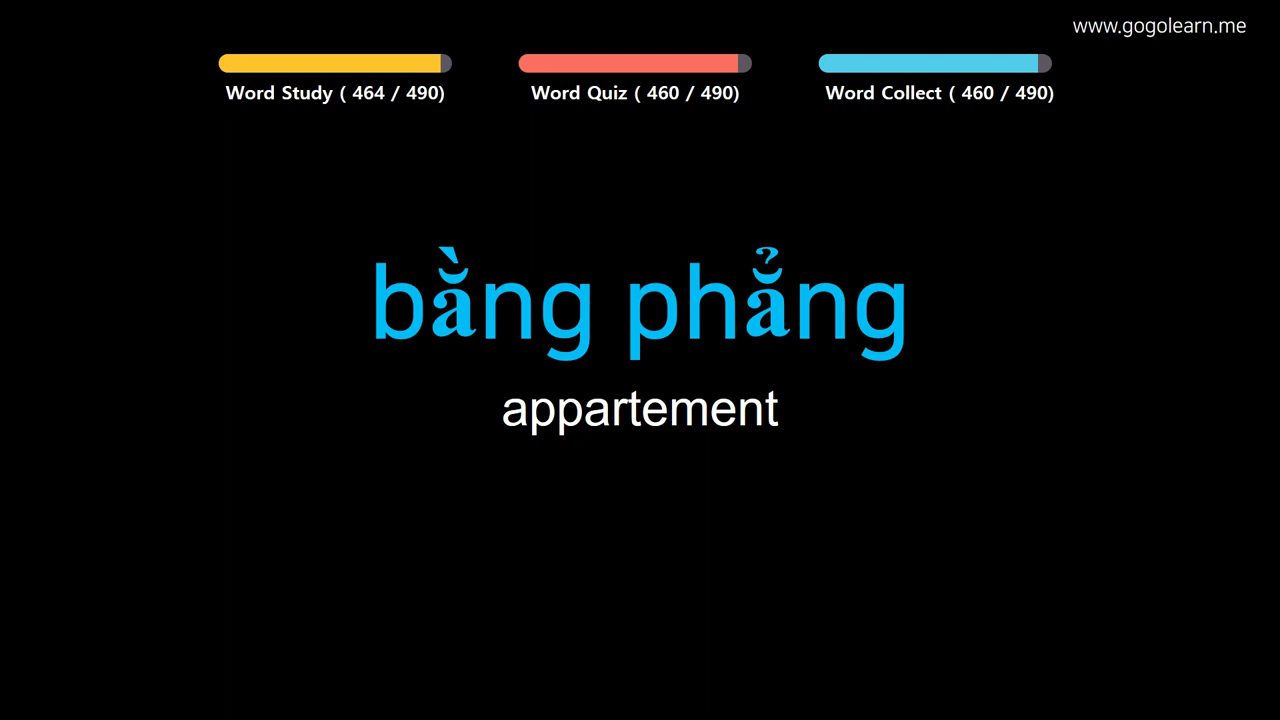 www.gogolearn.me
Word Study ( 464 / 490)
Word Quiz ( 460 / 490)
Word Collect ( 460 / 490)
bằng phẳng
appartement